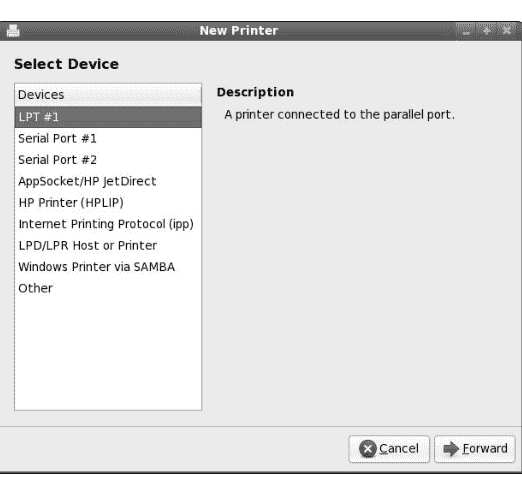 New Printer
Select Device
Devices
LPT #1
Serial Port #1
Serial Port #2
AppSocket/HP JetDirect
HP Printer (HPLIP)
Internet Printing Protocol (ipp)
LPD/LPR Host or Printer
Windows Printer via SAMBA
Other
Description
A printer connected to the parallel port.
Cancel
Forward